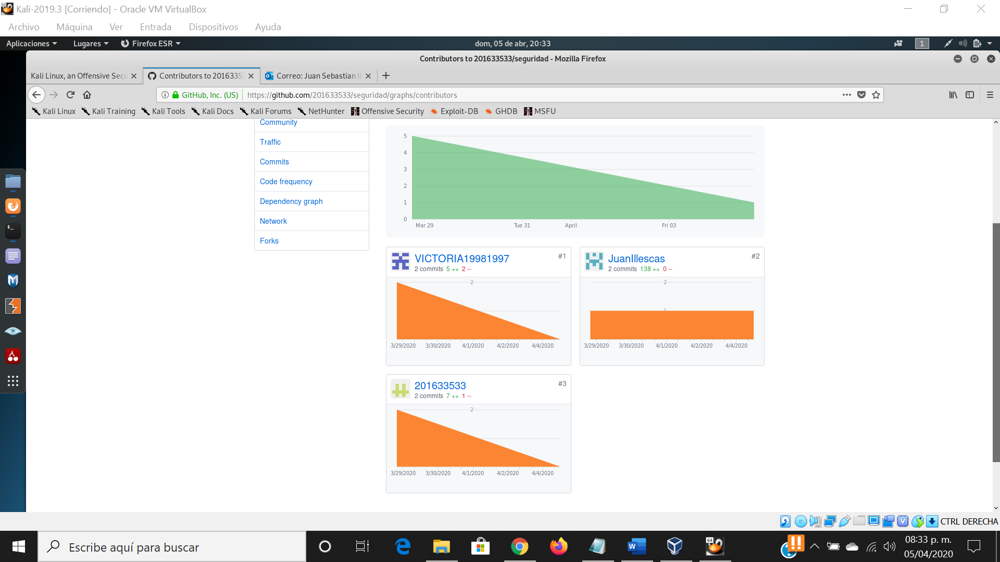 Kali-2019.3 [Corriendo] - Oracle VM VirtualBox
Archivo Máquina Ver Entrada Dispositivos Ayuda
Aplicaciones Lugares Firefox ESR dom, 05 de abr, 20:33 1
Contributors to 201633533/seguridad - Mozilla Firefox
Kali Linux, an Offensive Secu Contributors to 20163353 Correo: Juan Sebastian Il
GitHub, Inc. (US) https://github.com/201633533/seguridad/graphs/contributors
Kali Linux Kali Training Kali Tools Kali Docs Kali Forums NetHunter Offensive Security Exploit-DB GHDB MSFU
Community
Traffic
Commits
Code frequency
Dependency graph
Network
Forks
5
4
3
2
1
0
Mar 29 Tue 31 April Fri 03
VICTORIA19981997 #1
2 commits 5 ++ 2 --
2
3/29/2020 3/30/2020 4/1/2020 4/2/2020 4/4/2020
JuanIllescas #2
2 commits 138 ++ 0 --
2
1
3/29/2020 3/30/2020 4/1/2020 4/2/2020 4/4/2020
201633533 #3
2 commits 7 ++ 1 --
2
3/29/2020 3/30/2020 4/1/2020 4/2/2020 4/4/2020
CTRL DERECHA
Escribe aquí para buscar
08:33 p. m.
05/04/2020